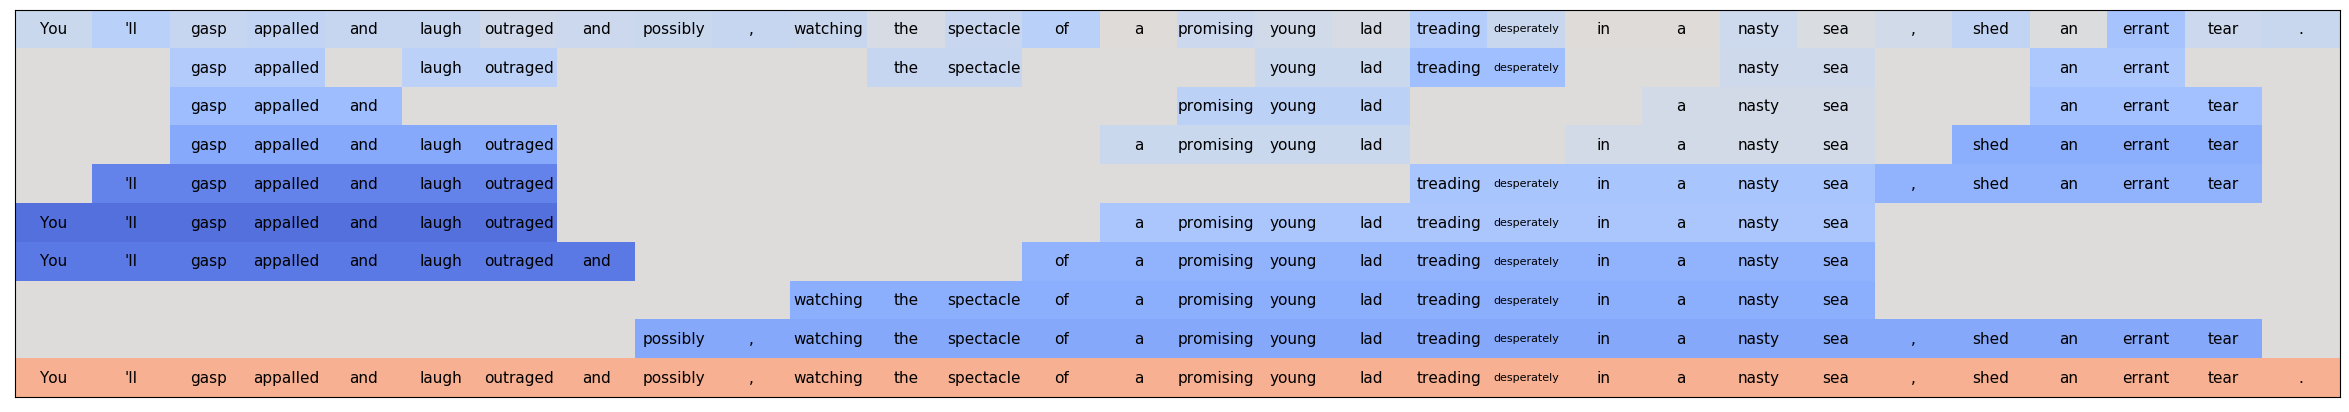 You 'll gasp appalled and laugh outraged and possibly , watching the spectacle of a promising young lad treading desperately in a nasty sea , shed an errant tear .
gasp appalled laugh outraged the spectacle young lad treading desperately nasty sea an errant
gasp appalled and promising young lad a nasty sea an errant tear
gasp appalled and laugh outraged a promising young lad in a nasty sea shed an errant tear
'll gasp appalled and laugh outraged treading desperately in a nasty sea , shed an errant tear
You 'll gasp appalled and laugh outraged a promising young lad treading desperately in a nasty sea
You 'll gasp appalled and laugh outraged and of a promising young lad treading desperately in a nasty sea
watching the spectacle of a promising young lad treading desperately in a nasty sea
possibly , watching the spectacle of a promising young lad treading desperately in a nasty sea , shed an errant tear
You 'll gasp appalled and laugh outraged and possibly , watching the spectacle of a promising young lad treading desperately in a nasty sea , shed an errant tear .